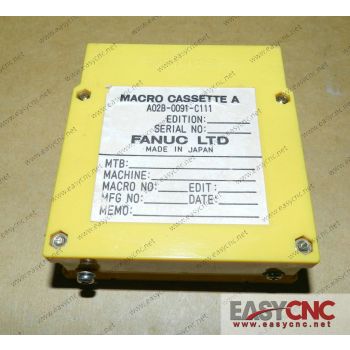 MACRO CASSETTE A
A02B-0091-C111
EDITION:
SERIAL NO:
FANUC LTD
MADE IN JAPAN
MTB:
MACHINE:
MACRO NO: EDIT:
MFG NO: DATE:
MEMO:
EASYCNC
www.easycnc.net